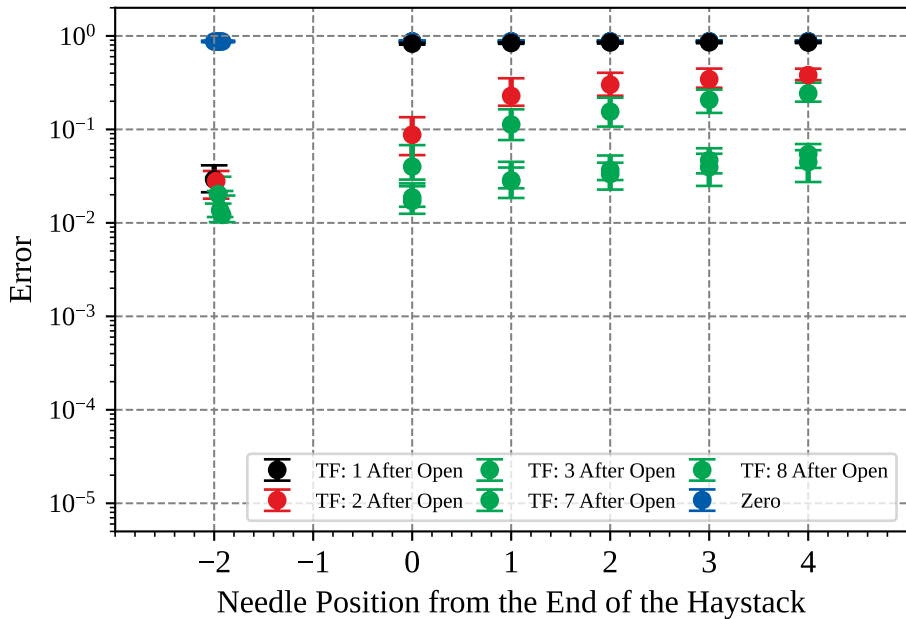 Error
10⁰
10⁻¹
10⁻²
10⁻³
10⁻⁴
10⁻⁵
TF: 1 After Open
TF: 2 After Open
TF: 3 After Open
TF: 7 After Open
TF: 8 After Open
Zero
−2 −1 0 1 2 3 4
Needle Position from the End of the Haystack